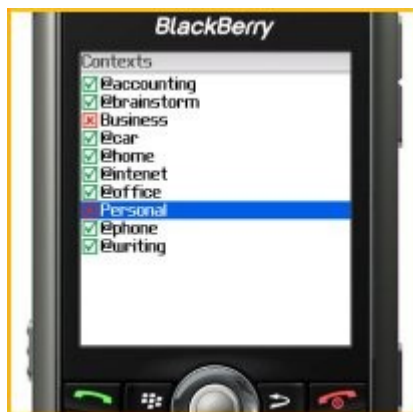 BlackBerry
Contexts
@accounting
@brainstorm
Business
@car
@home
@intenet
@office
Personal
@phone
@writing